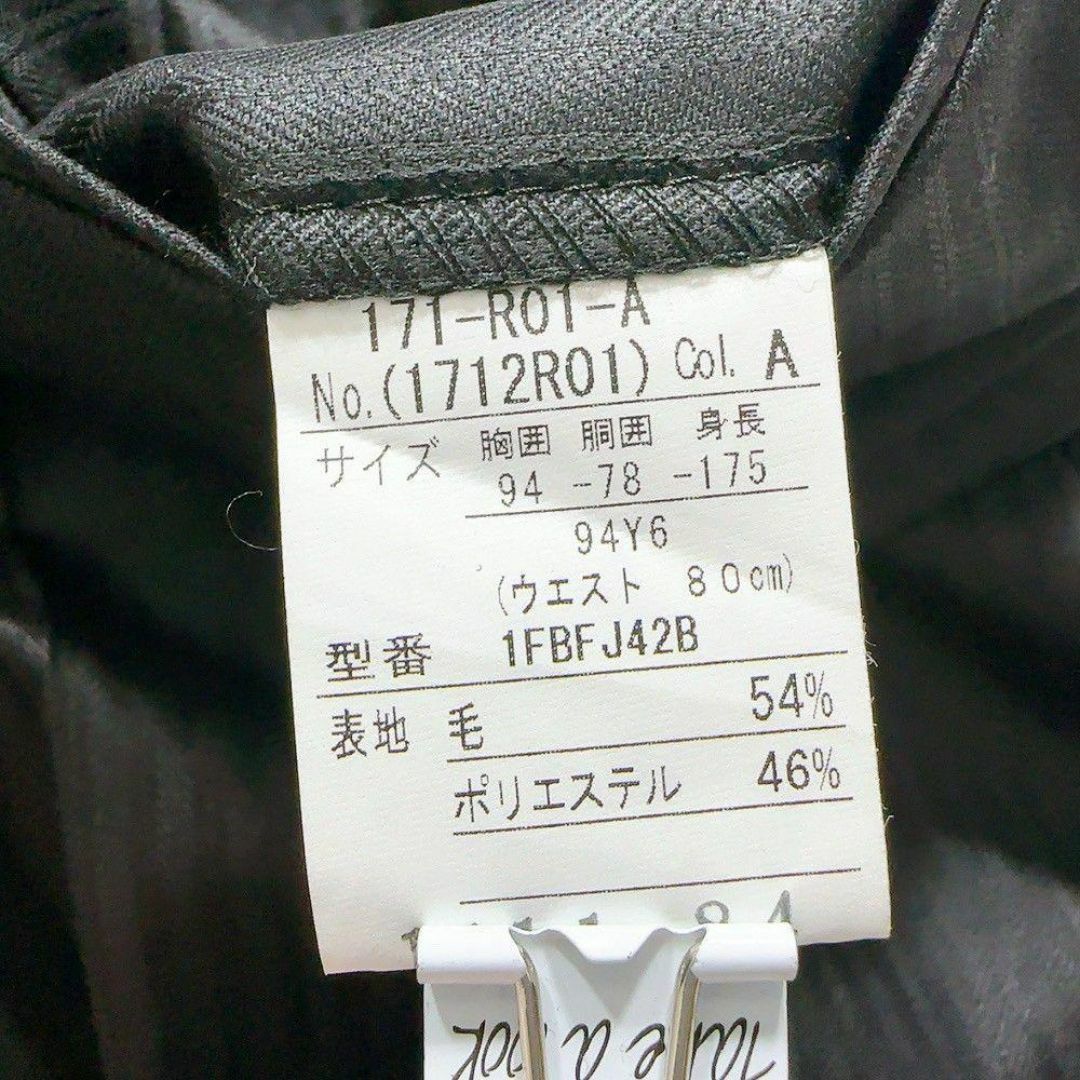 171-R01-A
No.(1712R01) Col. A
サイズ 胸囲 胴囲 身長
94 -78 -175
94Y6
(ウエスト 80cm)
型番 1FBFJ42B
表地 毛 54%
ポリエステル 46%
Take a